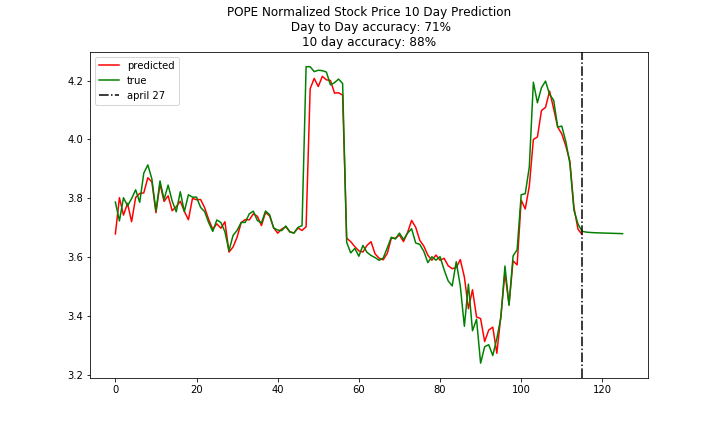 POPE Normalized Stock Price 10 Day Prediction
Day to Day accuracy: 71%
10 day accuracy: 88%
predicted
true
april 27
4.2
4.0
3.8
3.6
3.4
3.2
0 20 40 60 80 100 120